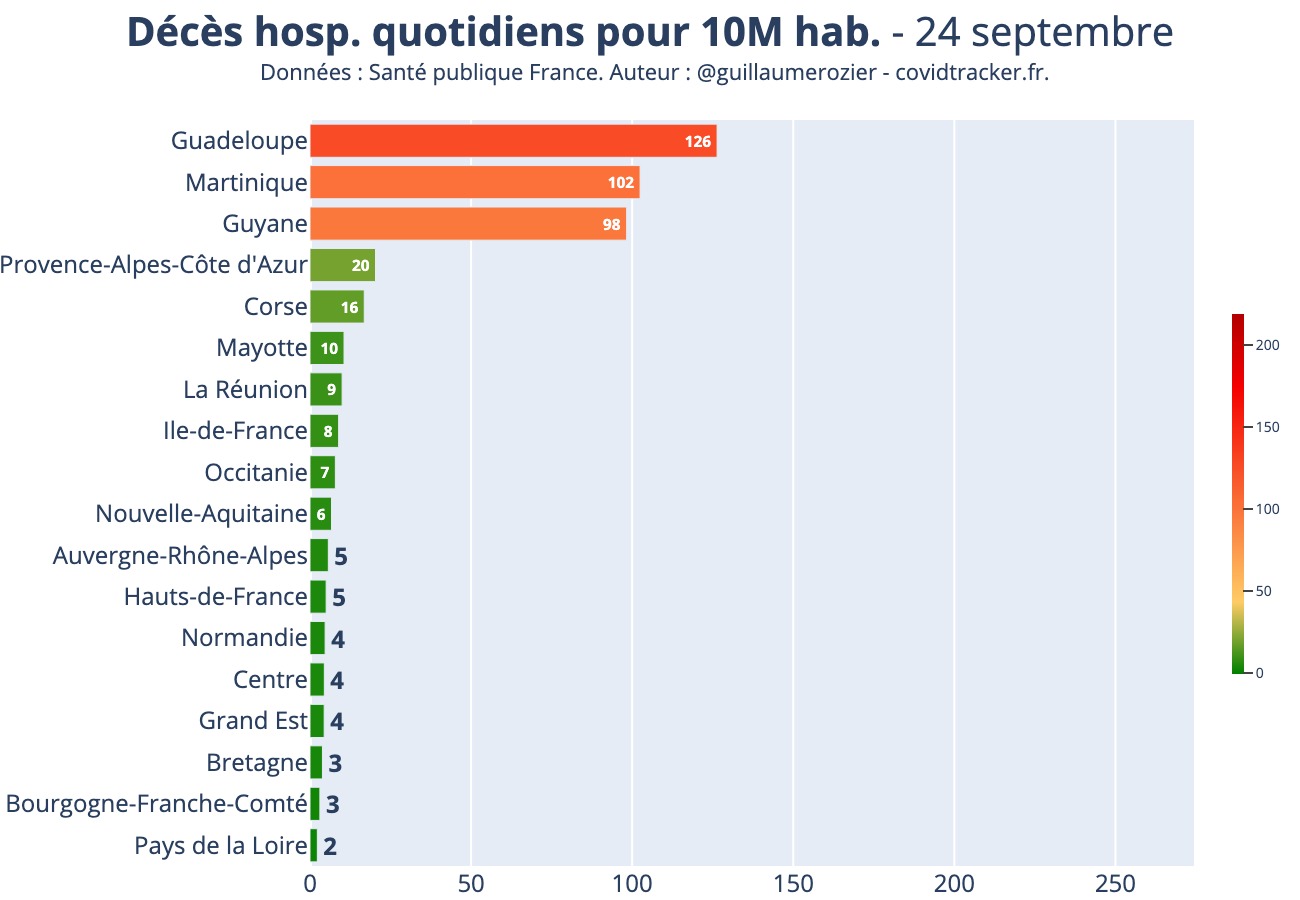 Décès hosp. quotidiens pour 10M hab. - 24 septembre
Données : Santé publique France. Auteur : @guillaumerozier - covidtracker.fr.
Guadeloupe 126
Martinique 102
Guyane 98
Provence-Alpes-Côte d'Azur 20
Corse 16
Mayotte 10
La Réunion 9
Ile-de-France 8
Occitanie 7
Nouvelle-Aquitaine 6
Auvergne-Rhône-Alpes 5
Hauts-de-France 5
Normandie 4
Centre 4
Grand Est 4
Bretagne 3
Bourgogne-Franche-Comté 3
Pays de la Loire 2
0 50 100 150 200 250
200
150
100
50
0